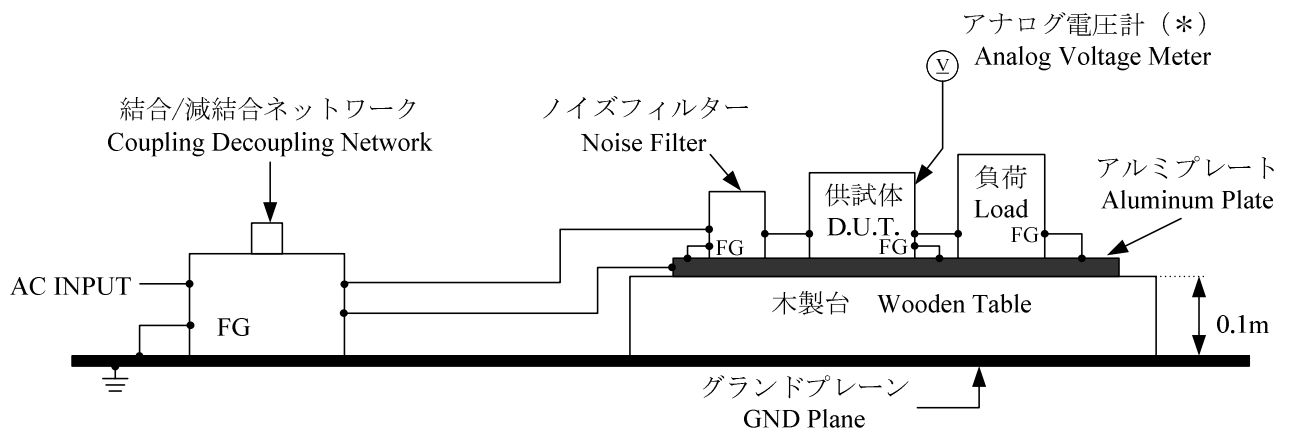 アナログ電圧計（＊）
Analog Voltage Meter
V
結合/減結合ネットワーク
Coupling Decoupling Network
ノイズフィルター
Noise Filter
供試体
D.U.T.
負荷
Load
アルミプレート
Aluminum Plate
FG
FG
FG
AC INPUT
FG
木製台 Wooden Table
0.1m
グランドプレーン
GND Plane